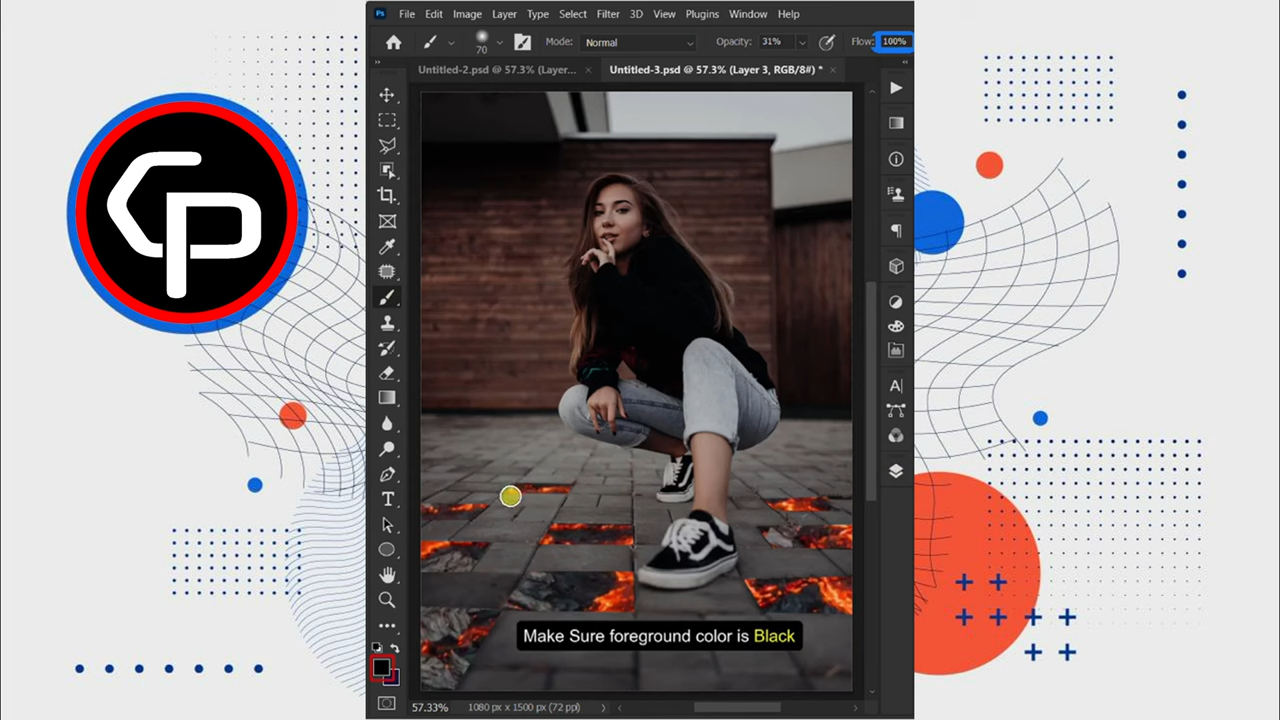 CP
Ps File Edit Image Layer Type Select Filter 3D View Plugins Window Help
70 Mode: Normal Opacity: 31% Flow: 100%
Untitled-2.psd @ 57.3% (Layer... × Untitled-3.psd @ 57.3% (Layer 3, RGB/8#) * ×
Make Sure foreground color is Black
57.33% 1080 px x 1500 px (72 ppi)